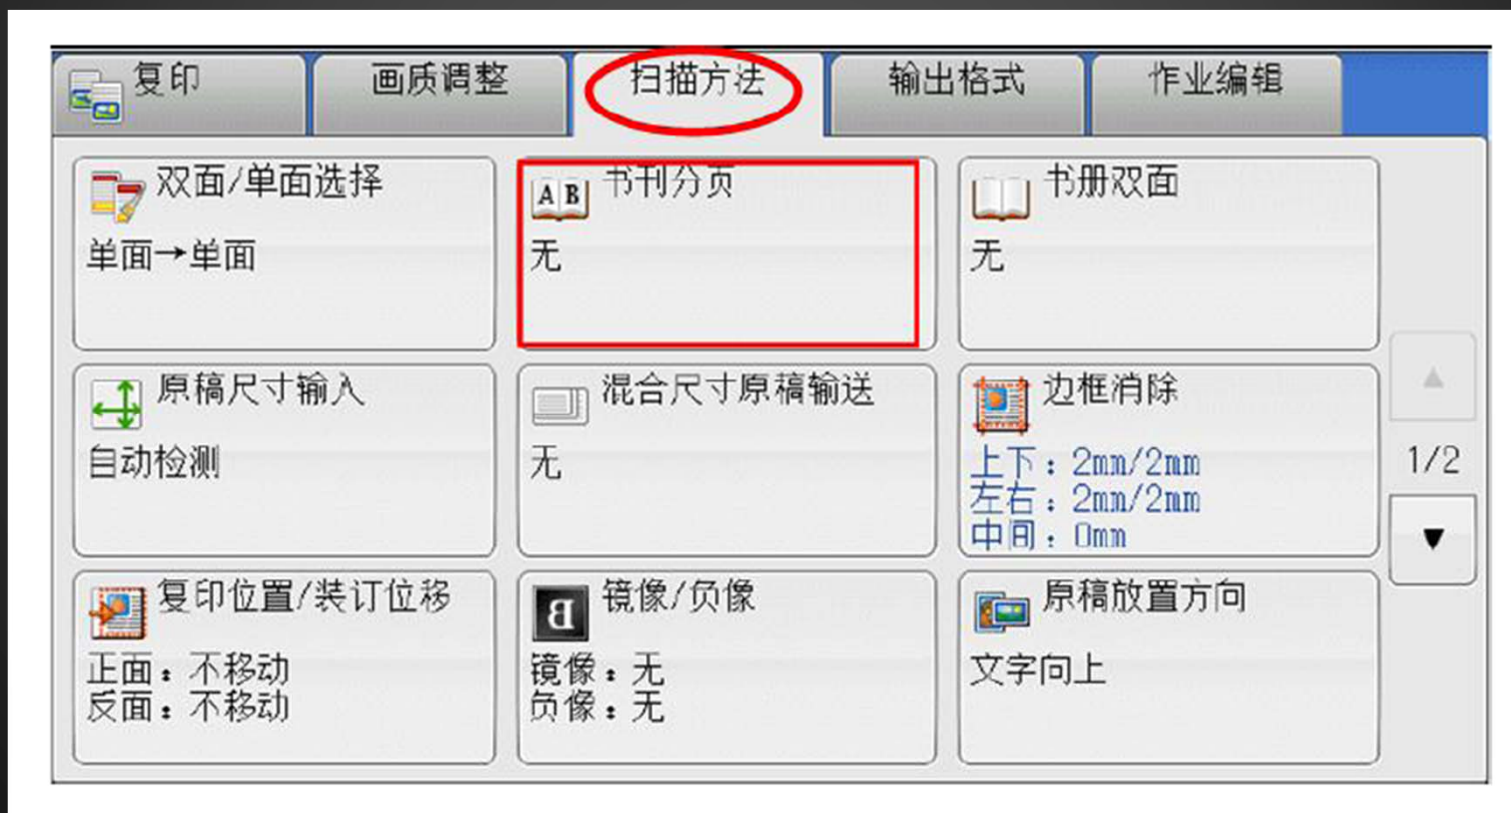 复印
画质调整
扫描方法
输出格式
作业编辑
双面/单面选择
单面→单面
A B
书刊分页
无
书册双面
无
原稿尺寸输入
自动检测
混合尺寸原稿输送
无
边框消除
上下：2mm/2mm
左右：2mm/2mm
中间：0mm
1/2
复印位置/装订位移
正面：不移动
反面：不移动
B
镜像/负像
镜像：无
负像：无
原稿放置方向
文字向上